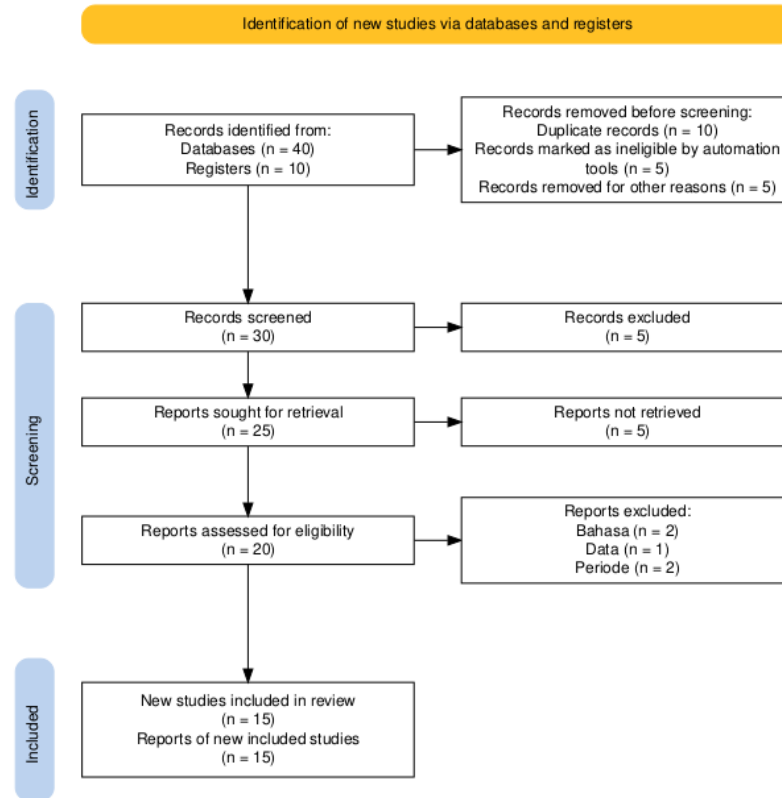 Identification of new studies via databases and registers
Identification
Records identified from:
Databases (n = 40)
Registers (n = 10)
Records removed before screening:
Duplicate records (n = 10)
Records marked as ineligible by automation
tools (n = 5)
Records removed for other reasons (n = 5)
Screening
Records screened
(n = 30)
Records excluded
(n = 5)
Reports sought for retrieval
(n = 25)
Reports not retrieved
(n = 5)
Reports assessed for eligibility
(n = 20)
Reports excluded:
Bahasa (n = 2)
Data (n = 1)
Periode (n = 2)
Included
New studies included in review
(n = 15)
Reports of new included studies
(n = 15)